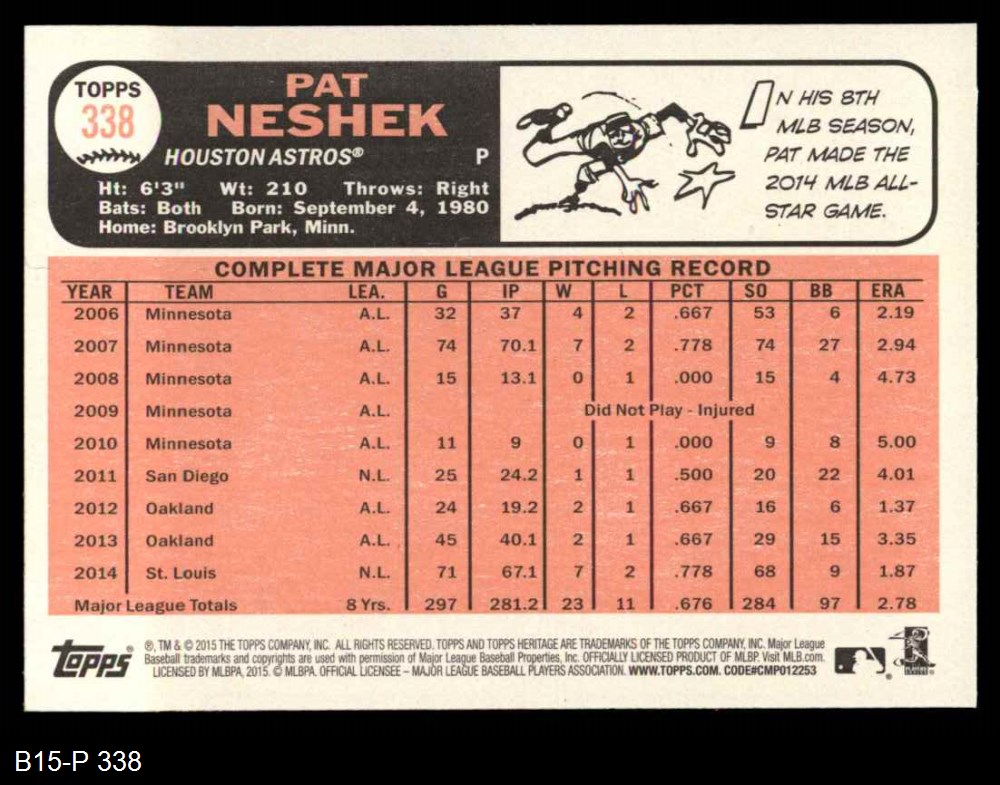 TOPPS
338
PAT
NESHEK
HOUSTON ASTROS® P
Ht: 6'3" Wt: 210 Throws: Right
Bats: Both Born: September 4, 1980
Home: Brooklyn Park, Minn.
IN HIS 8TH
MLB SEASON,
PAT MADE THE
2014 MLB ALL-
STAR GAME.
COMPLETE MAJOR LEAGUE PITCHING RECORD
YEAR TEAM LEA. G IP W L PCT SO BB ERA
2006 Minnesota A.L. 32 37 4 2 .667 53 6 2.19
2007 Minnesota A.L. 74 70.1 7 2 .778 74 27 2.94
2008 Minnesota A.L. 15 13.1 0 1 .000 15 4 4.73
2009 Minnesota A.L. Did Not Play - Injured
2010 Minnesota A.L. 11 9 0 1 .000 9 8 5.00
2011 San Diego N.L. 25 24.2 1 1 .500 20 22 4.01
2012 Oakland A.L. 24 19.2 2 1 .667 16 6 1.37
2013 Oakland A.L. 45 40.1 2 1 .667 29 15 3.35
2014 St. Louis N.L. 71 67.1 7 2 .778 68 9 1.87
Major League Totals 8 Yrs. 297 281.2 23 11 .676 284 97 2.78
topps®
®, TM & © 2015 THE TOPPS COMPANY, INC. ALL RIGHTS RESERVED. TOPPS AND TOPPS HERITAGE ARE TRADEMARKS OF THE TOPPS COMPANY, INC. Major League
Baseball trademarks and copyrights are used with permission of Major League Baseball Properties, Inc. OFFICIALLY LICENSED PRODUCT OF MLBP. Visit MLB.com.
LICENSED BY MLBPA, 2015. © MLBPA. OFFICIAL LICENSEE – MAJOR LEAGUE BASEBALL PLAYERS ASSOCIATION. WWW.TOPPS.COM. CODE#CMP012253
B15-P 338